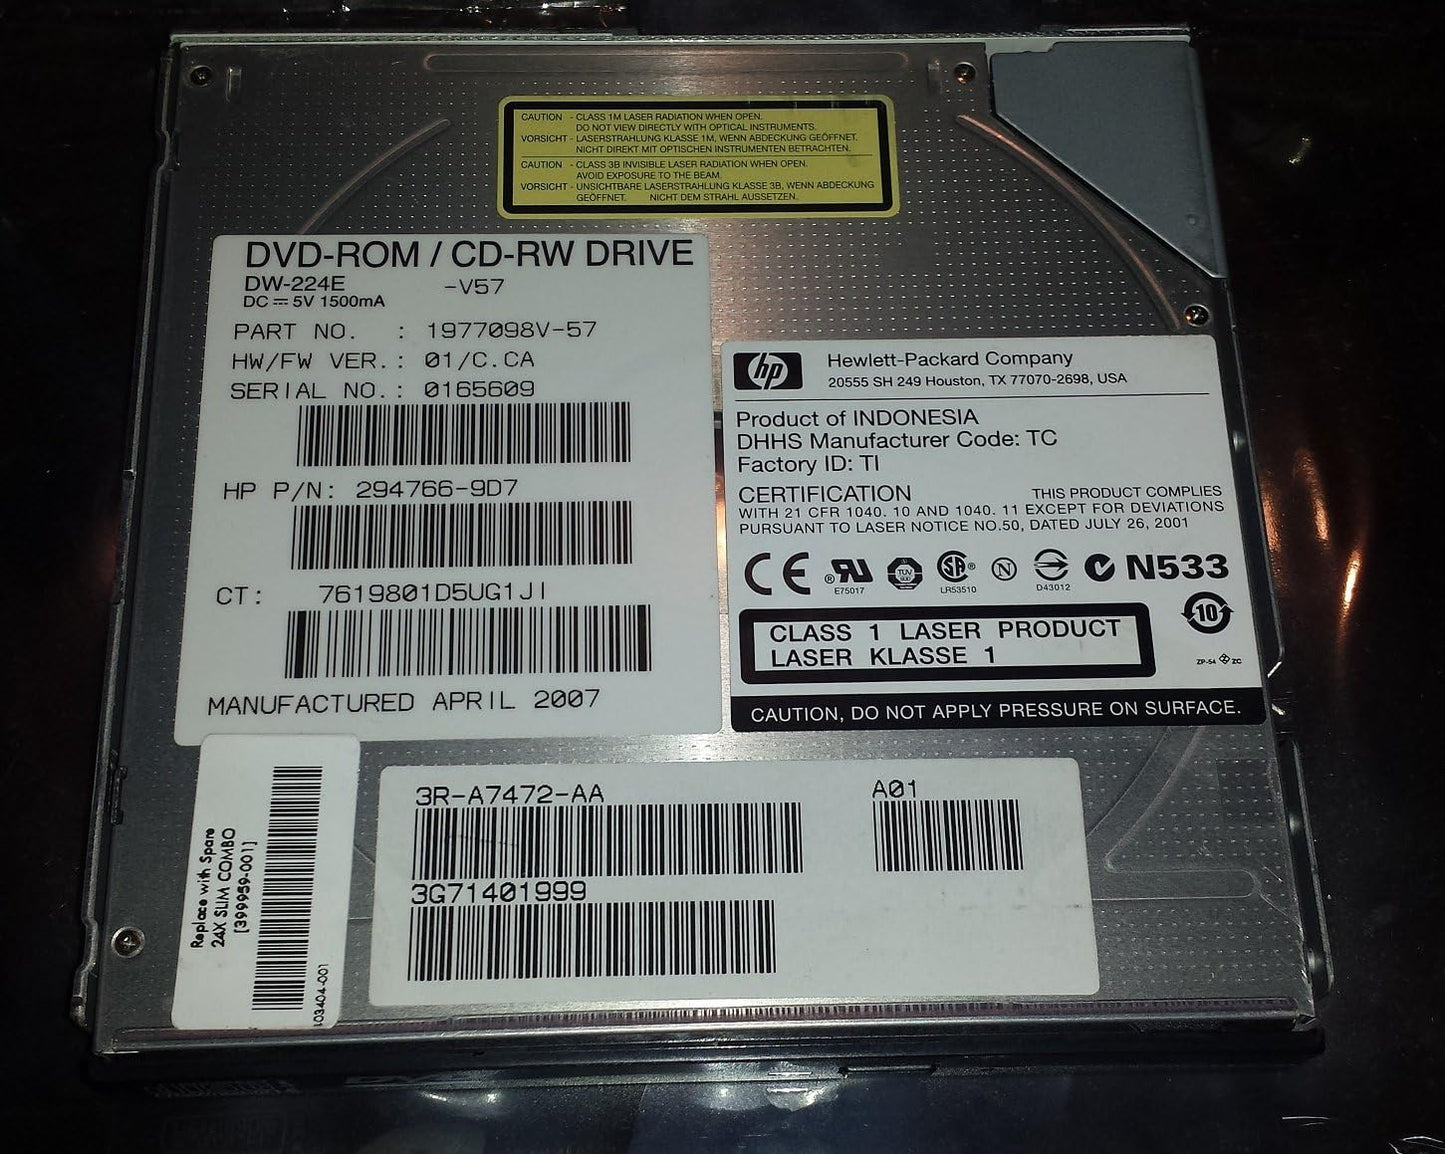 CAUTION - CLASS 1M LASER RADIATION WHEN OPEN.
DO NOT VIEW DIRECTLY WITH OPTICAL INSTRUMENTS.
VORSICHT - LASERSTRAHLUNG KLASSE 1M, WENN ABDECKUNG GEÖFFNET.
NICHT DIREKT MIT OPTISCHEN INSTRUMENTEN BETRACHTEN.
CAUTION - CLASS 3B INVISIBLE LASER RADIATION WHEN OPEN.
AVOID EXPOSURE TO THE BEAM.
VORSICHT - UNSICHTBARE LASERSTRAHLUNG KLASSE 3B, WENN ABDECKUNG
GEÖFFNET. NICHT DEM STRAHL AUSSETZEN.
DVD-ROM / CD-RW DRIVE
DW-224E -V57
DC ⎓ 5V 1500mA
PART NO. : 1977098V-57
HW/FW VER. : 01/C.CA
SERIAL NO. : 0165609
HP P/N: 294766-9D7
CT: 7619801D5UG1JI
MANUFACTURED APRIL 2007
hp Hewlett-Packard Company
20555 SH 249 Houston, TX 77070-2698, USA
Product of INDONESIA
DHHS Manufacturer Code: TC
Factory ID: TI
CERTIFICATION THIS PRODUCT COMPLIES
WITH 21 CFR 1040. 10 AND 1040. 11 EXCEPT FOR DEVIATIONS
PURSUANT TO LASER NOTICE NO.50, DATED JULY 26, 2001
CE ® E75017 TUV SA ® LR53510 N S D43012 N533
10
CLASS 1 LASER PRODUCT
LASER KLASSE 1
ZP-54 ZC
CAUTION, DO NOT APPLY PRESSURE ON SURFACE.
Replace with Spare
24X SLIM COMBO
[399959-001]
403404-001
3R-A7472-AA A01
3G71401999